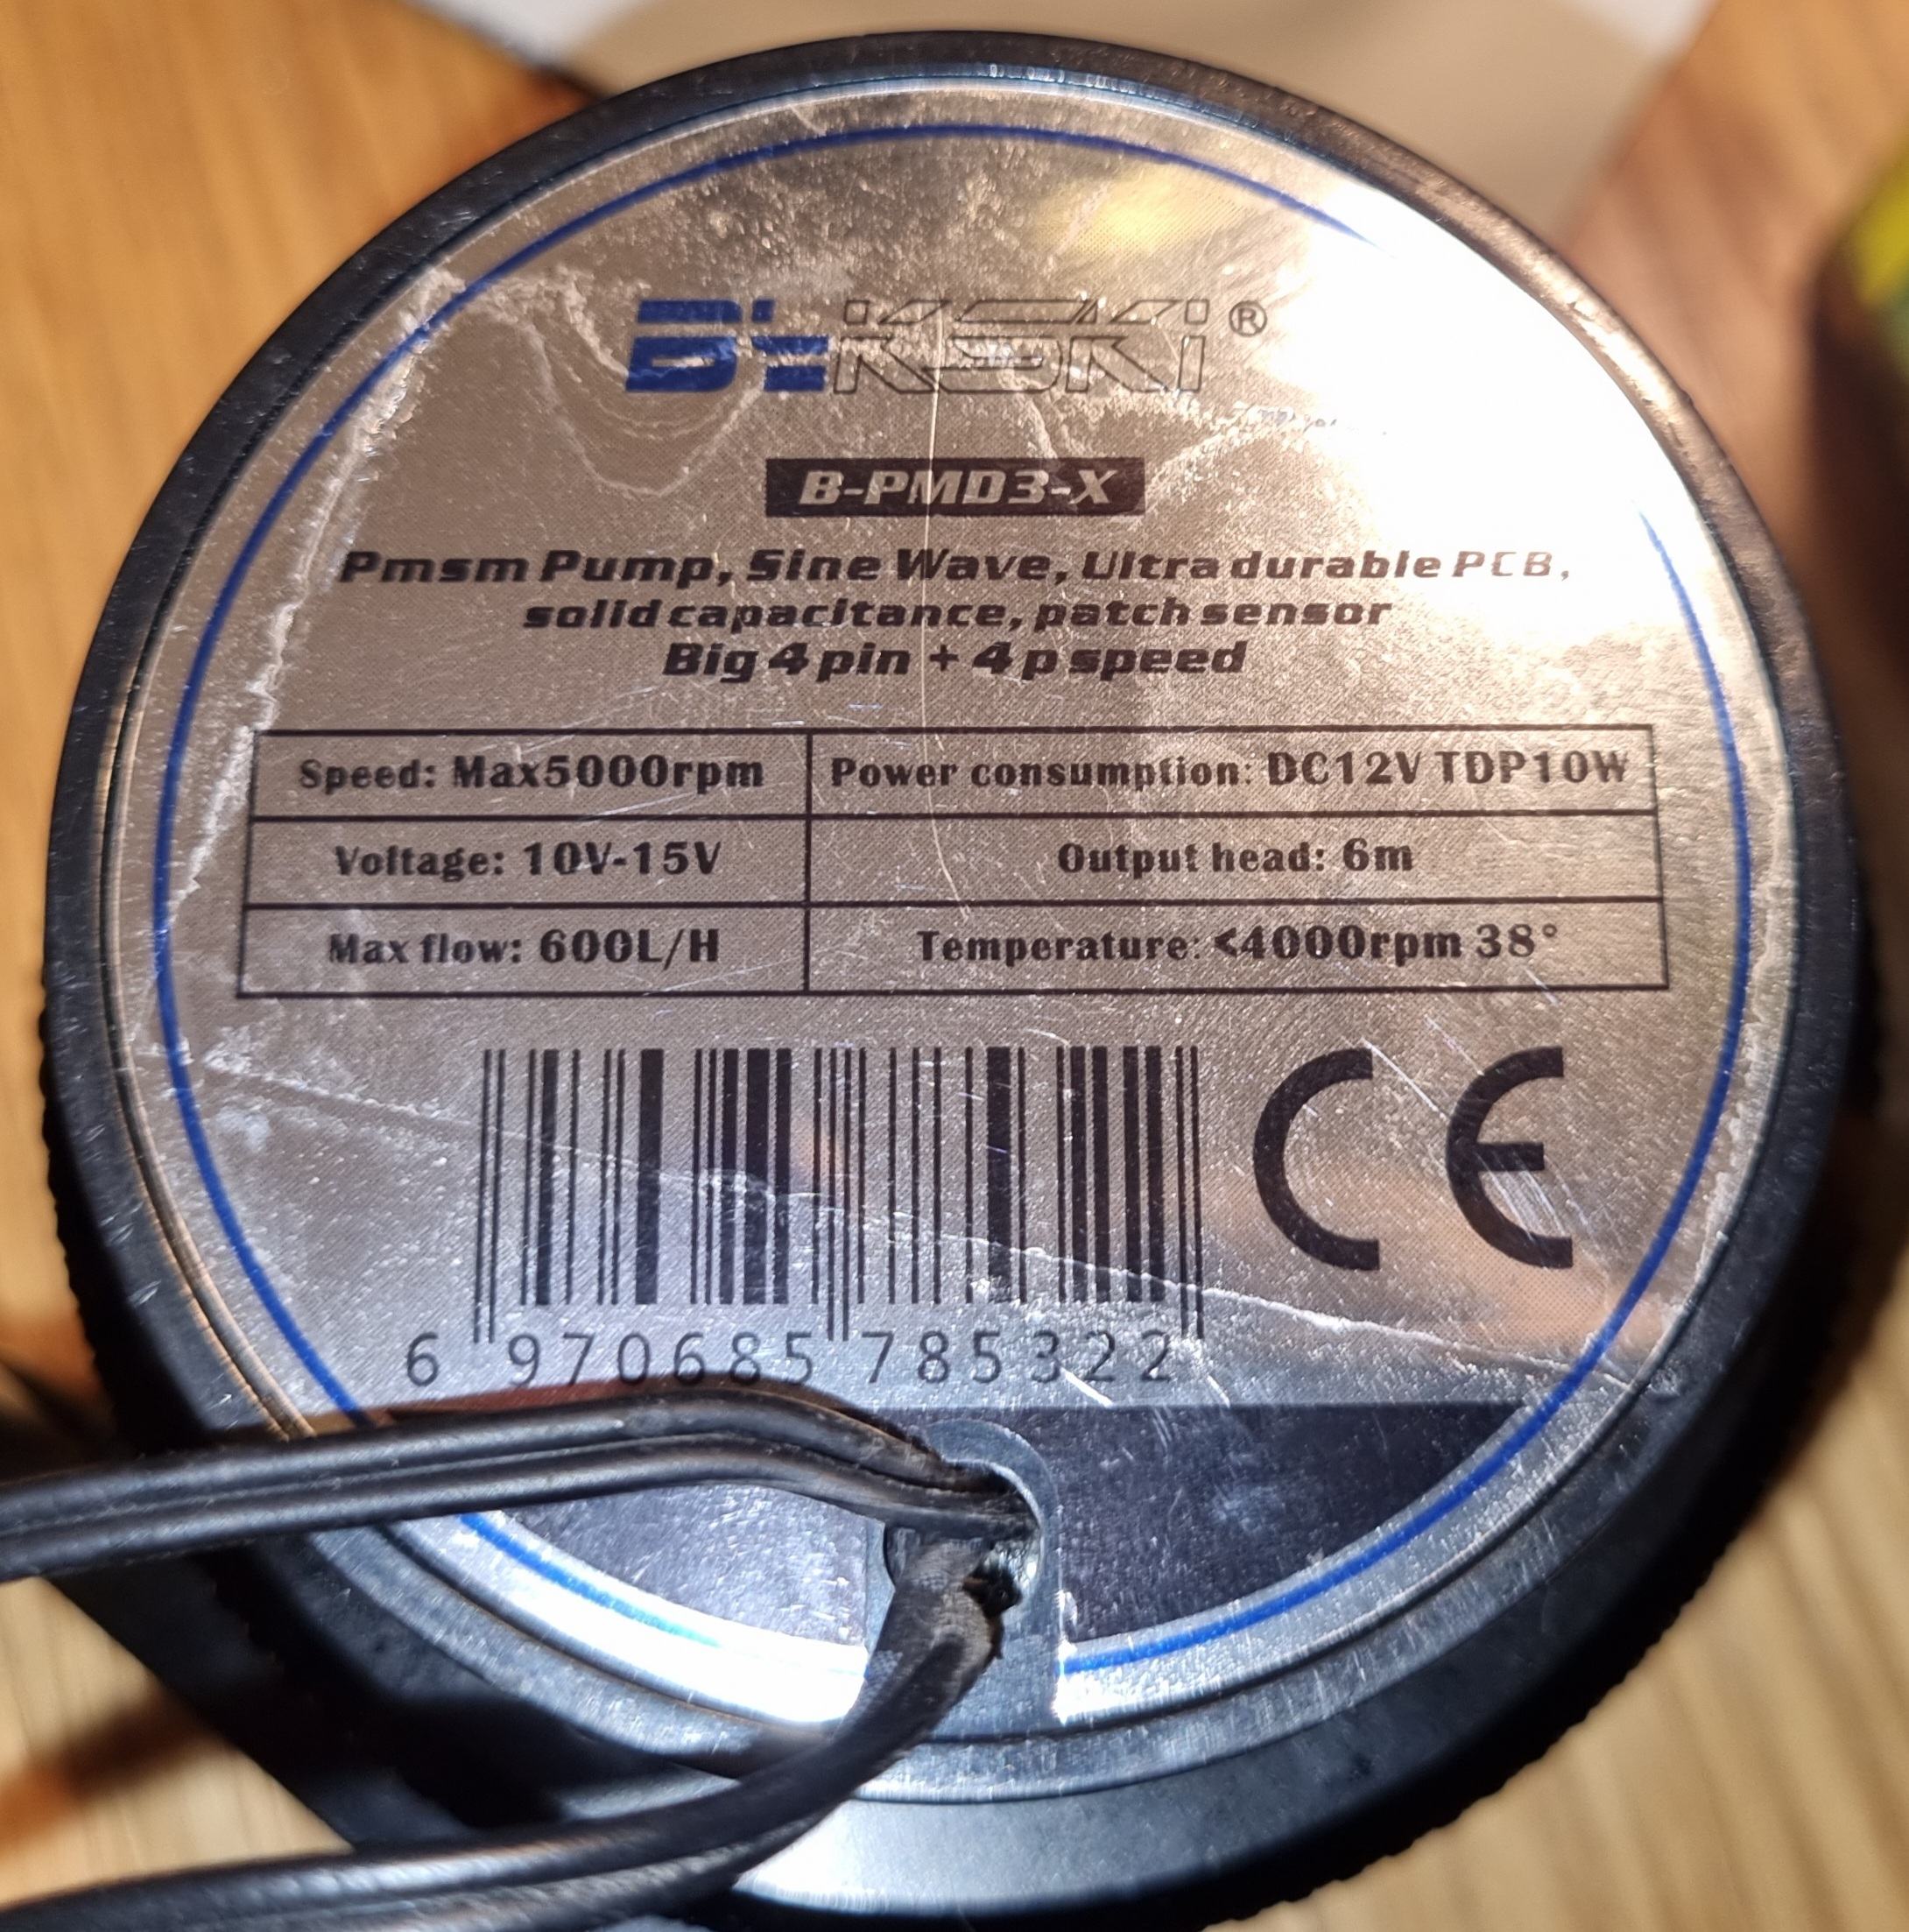 BYKSKI®
B-PMD3-X
Pmsm Pump, Sine Wave, Ultra durable PCB,
solid capacitance, patch sensor
Big 4 pin + 4 p speed
Speed: Max5000rpm
Power consumption: DC12V TDP10W
Voltage: 10V-15V
Output head: 6m
Max flow: 600L/H
Temperature: <4000rpm 38°
CE
6 970685 785322